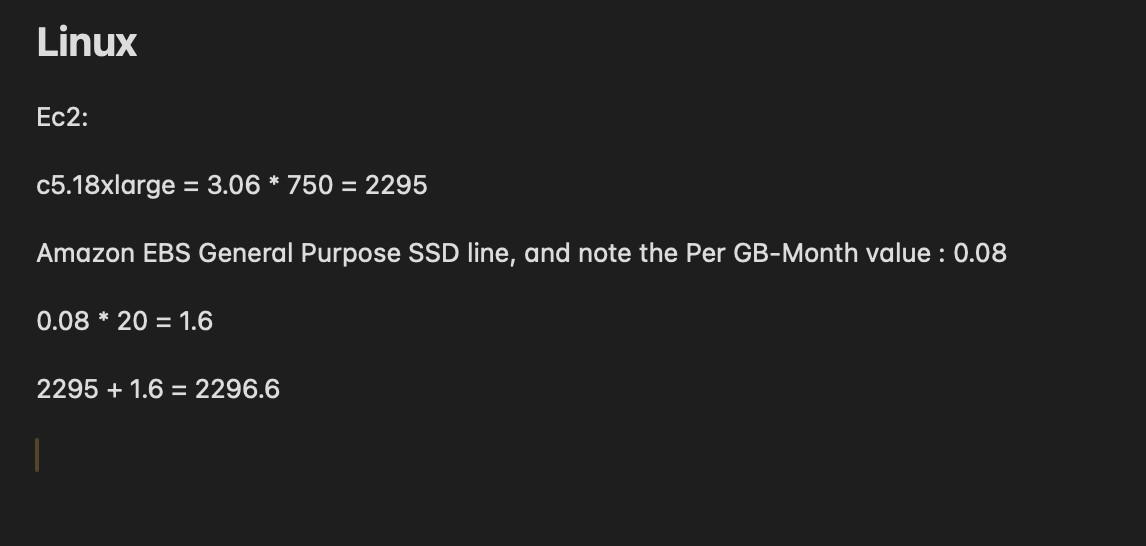 Linux
Ec2:
c5.18xlarge = 3.06 * 750 = 2295
Amazon EBS General Purpose SSD line, and note the Per GB-Month value : 0.08
0.08 * 20 = 1.6
2295 + 1.6 = 2296.6